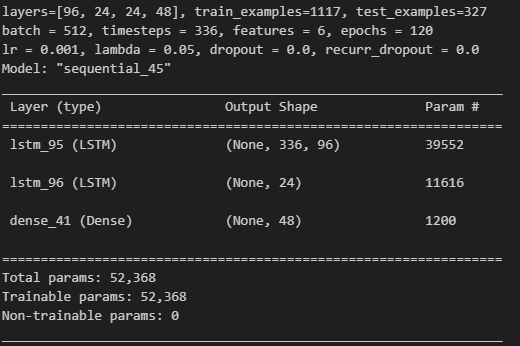 layers=[96, 24, 24, 48], train_examples=1117, test_examples=327
batch = 512, timesteps = 336, features = 6, epochs = 120
lr = 0.001, lambda = 0.05, dropout = 0.0, recurr_dropout = 0.0
Model: "sequential_45"
_________________________________________________________________
 Layer (type)                Output Shape              Param #
=================================================================
 lstm_95 (LSTM)              (None, 336, 96)           39552
 lstm_96 (LSTM)              (None, 24)                11616
 dense_41 (Dense)            (None, 48)                1200
=================================================================
Total params: 52,368
Trainable params: 52,368
Non-trainable params: 0
_________________________________________________________________